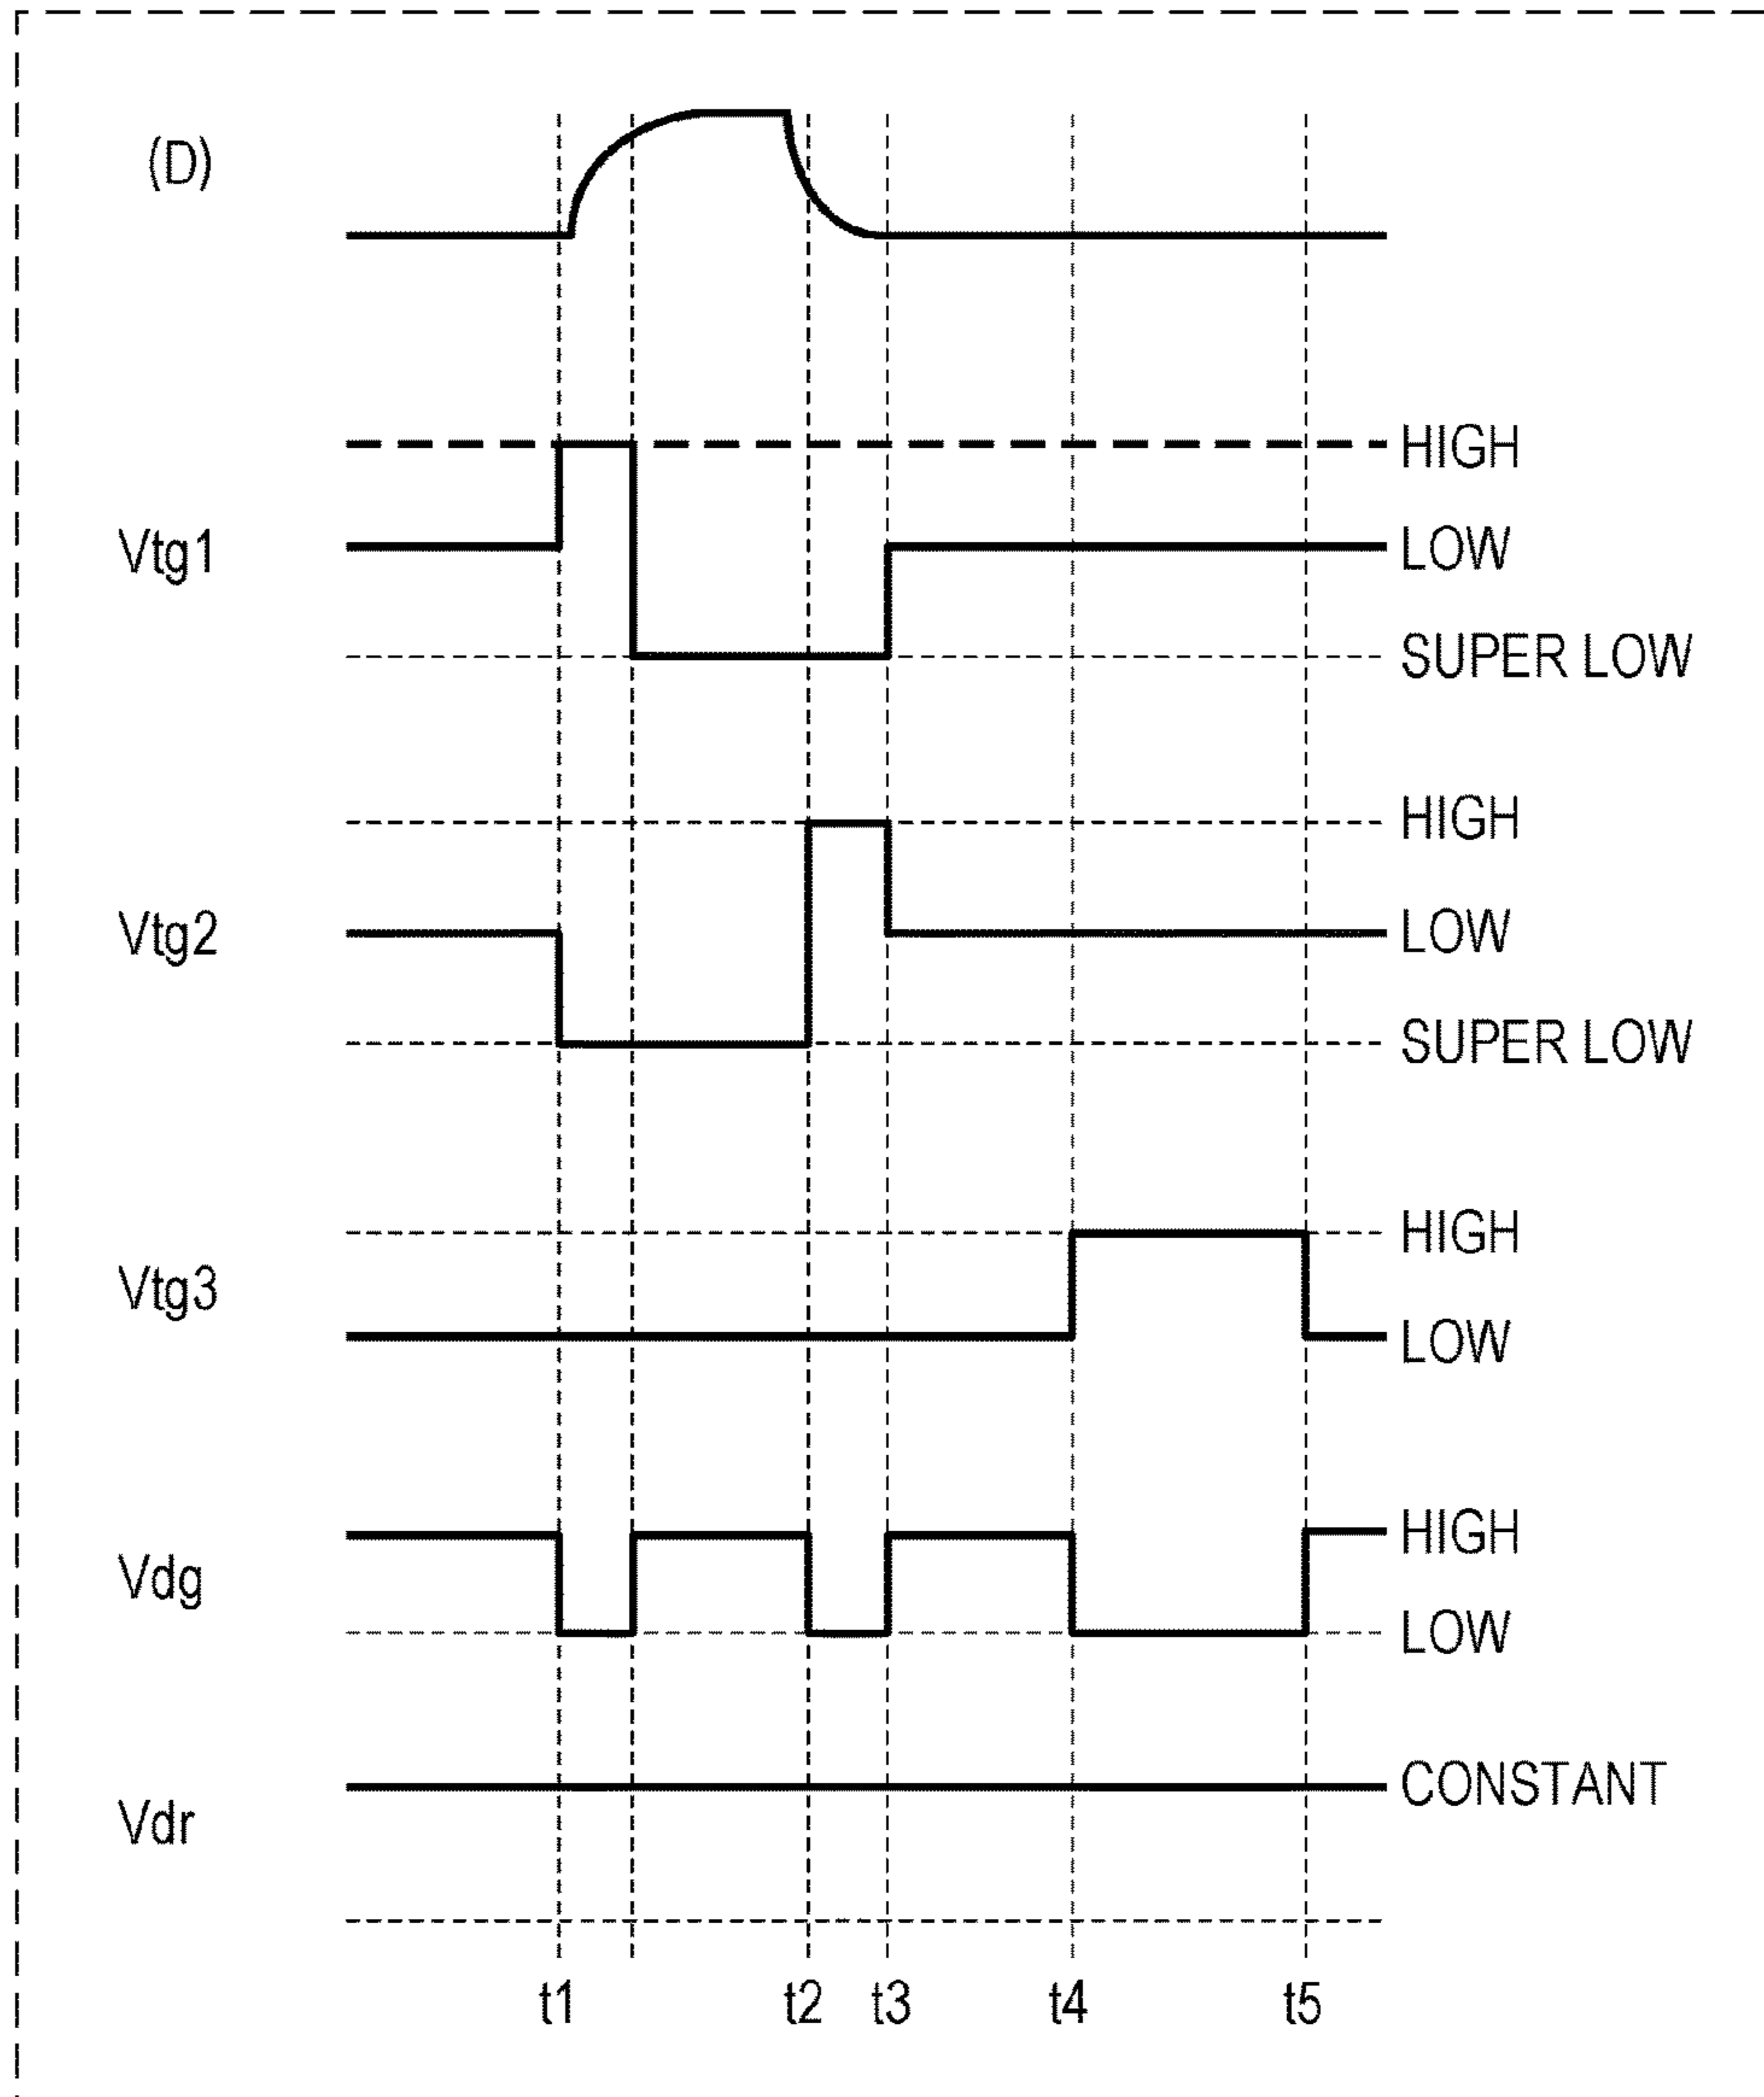 (D)
HIGH
Vtg1
LOW
SUPER LOW
HIGH
Vtg2
LOW
SUPER LOW
HIGH
Vtg3
LOW
HIGH
Vdg
LOW
CONSTANT
Vdr
t1 t2 t3 t4 t5